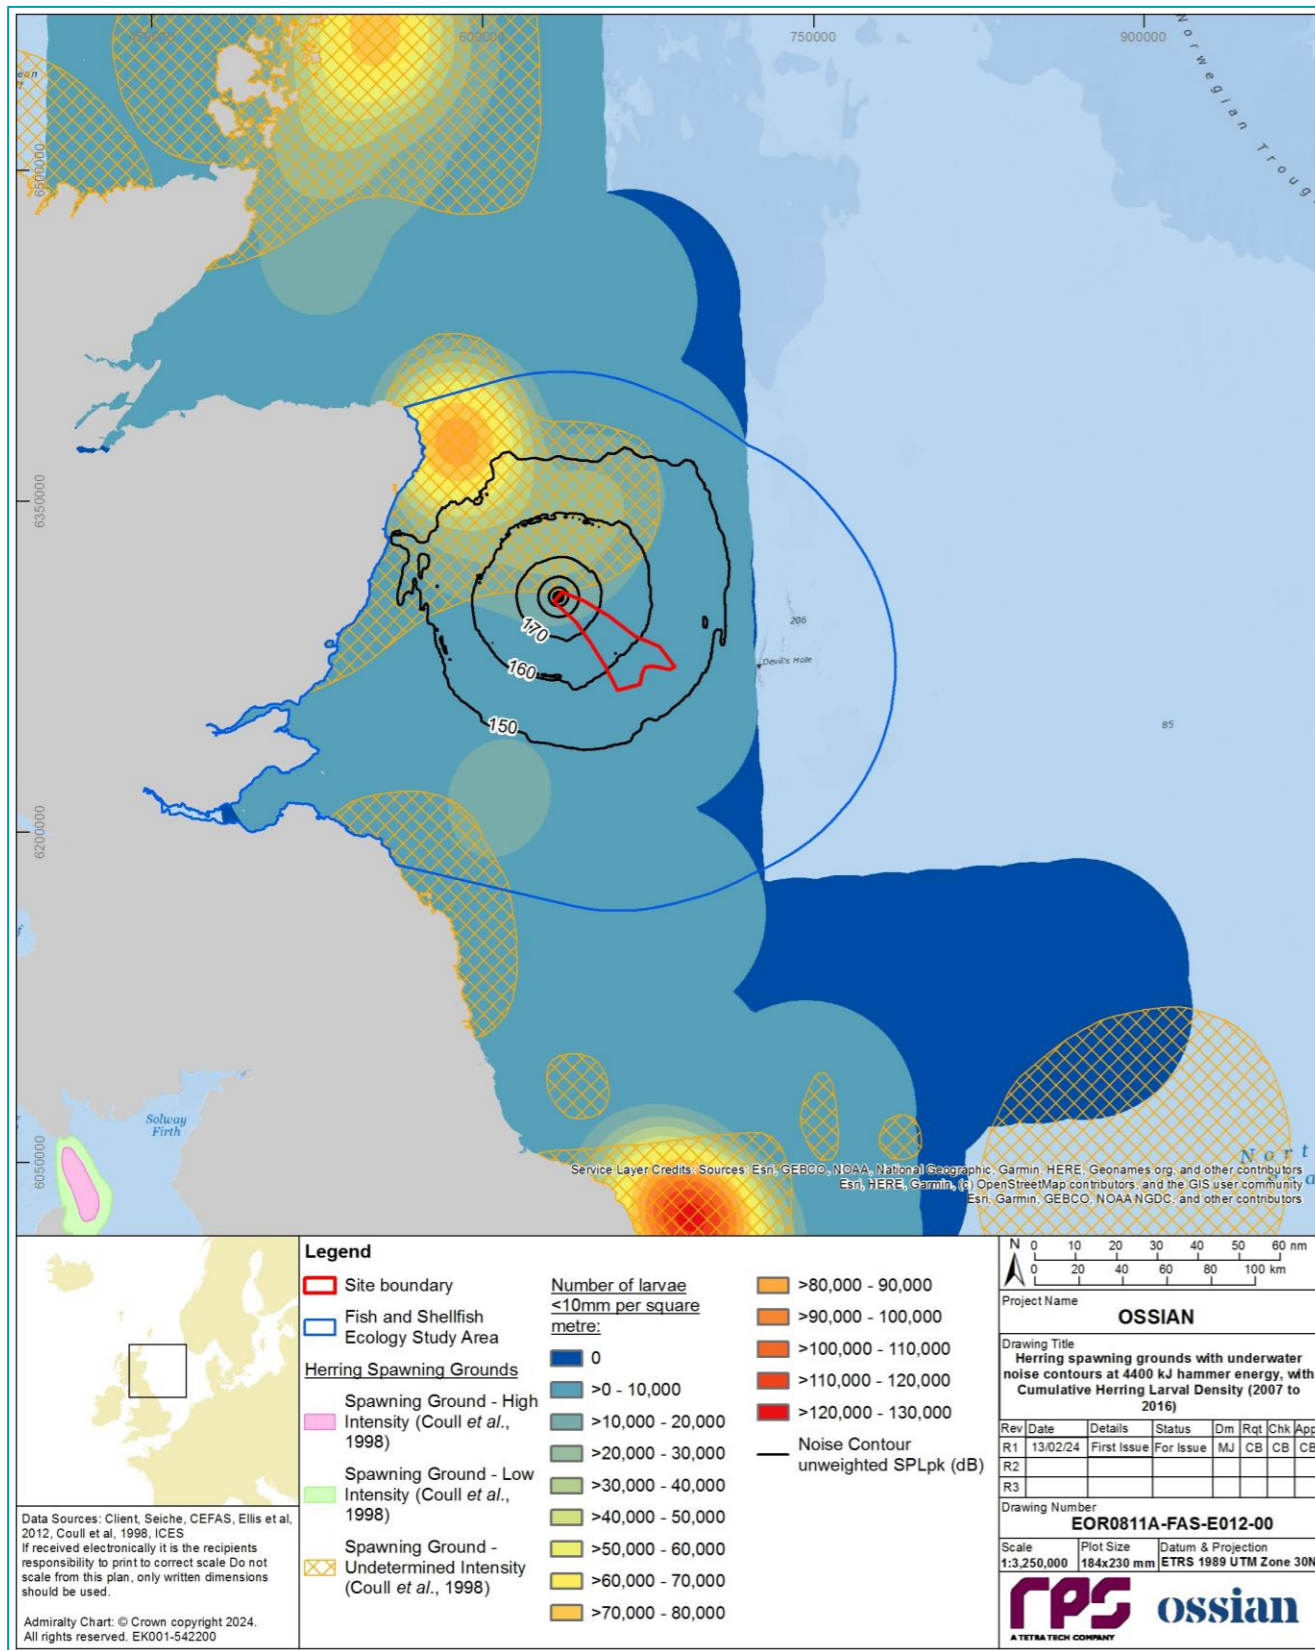 600000
750000
900000
Norwegian Trough
6500000
6350000
6200000
6050000
170
160
150
206
Devil's Hole
85
Solway
Firth
Service Layer Credits: Sources: Esri, GEBCO, NOAA, National Geographic, Garmin, HERE, Geonames.org, and other contributors
Esri, HERE, Garmin, (c) OpenStreetMap contributors, and the GIS user community
Esri, Garmin, GEBCO, NOAA NGDC, and other contributors
Legend
Site boundary
Fish and Shellfish
Ecology Study Area
Herring Spawning Grounds
Spawning Ground - High
Intensity (Coull et al.,
1998)
Spawning Ground - Low
Intensity (Coull et al.,
1998)
Spawning Ground -
Undetermined Intensity
(Coull et al., 1998)
Number of larvae
<10mm per square
metre:
0
>0 - 10,000
>10,000 - 20,000
>20,000 - 30,000
>30,000 - 40,000
>40,000 - 50,000
>50,000 - 60,000
>60,000 - 70,000
>70,000 - 80,000
>80,000 - 90,000
>90,000 - 100,000
>100,000 - 110,000
>110,000 - 120,000
>120,000 - 130,000
Noise Contour
unweighted SPLpk (dB)
Data Sources: Client, Seiche, CEFAS, Ellis et al,
2012, Coull et al, 1998, ICES
If received electronically it is the recipients
responsibility to print to correct scale Do not
scale from this plan, only written dimensions
should be used.
Admiralty Chart: © Crown copyright 2024.
All rights reserved. EK001-542200
N
0 10 20 30 40 50 60 nm
0 20 40 60 80 100 km
Project Name
OSSIAN
Drawing Title
Herring spawning grounds with underwater
noise contours at 4400 kJ hammer energy, with
Cumulative Herring Larval Density (2007 to
2016)
Rev Date Details Status Dm Rqt Chk App
R1 13/02/24 First Issue For Issue MJ CB CB CB
R2
R3
Drawing Number
EOR0811A-FAS-E012-00
Scale Plot Size Datum & Projection
1:3,250,000 184x230 mm ETRS 1989 UTM Zone 30N
rps
A TETRA TECH COMPANY
ossian